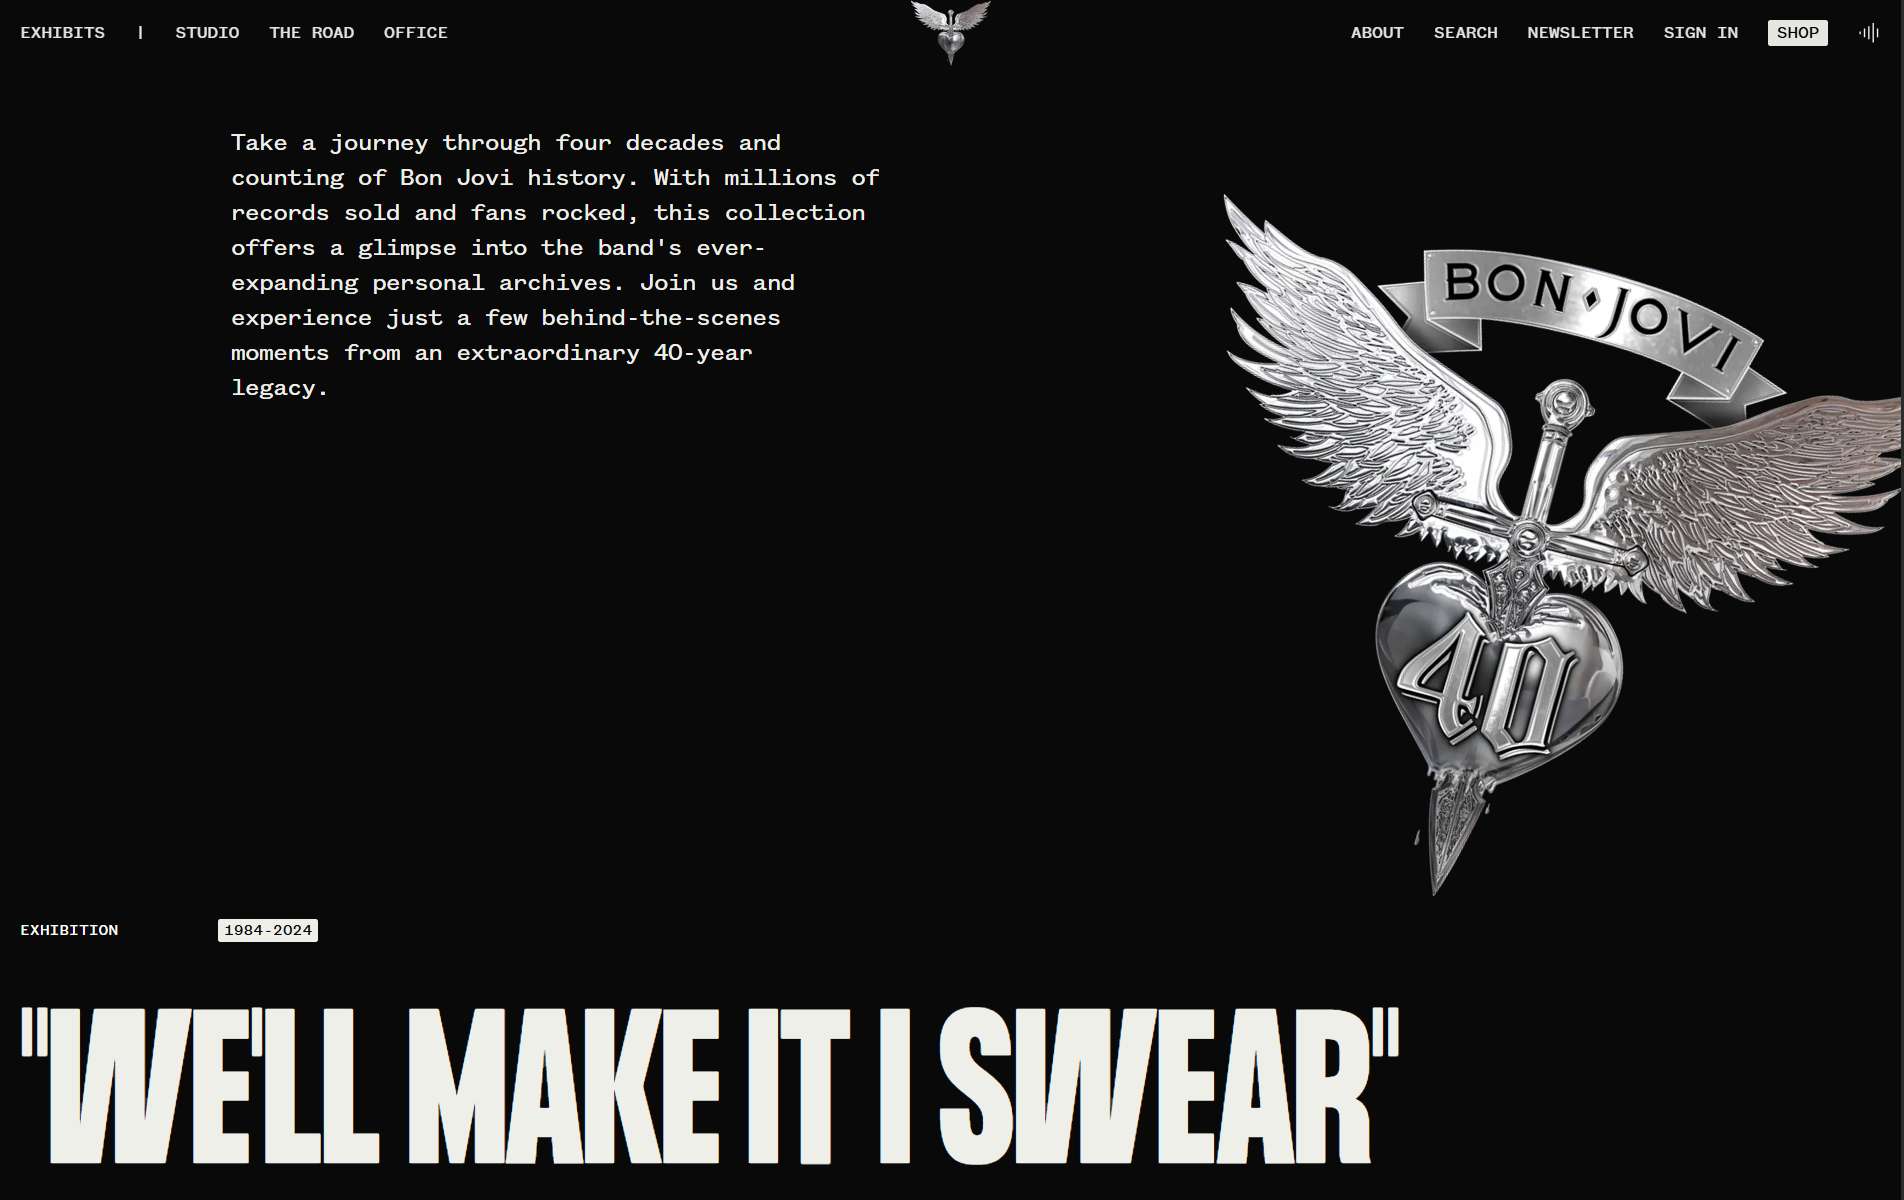 EXHIBITS | STUDIO THE ROAD OFFICE ABOUT SEARCH NEWSLETTER SIGN IN SHOP
Take a journey through four decades and
counting of Bon Jovi history. With millions of
records sold and fans rocked, this collection
offers a glimpse into the band's ever-
expanding personal archives. Join us and
experience just a few behind-the-scenes
moments from an extraordinary 40-year
legacy.
BON JOVI
40
EXHIBITION 1984-2024
"WE'LL MAKE IT I SWEAR"